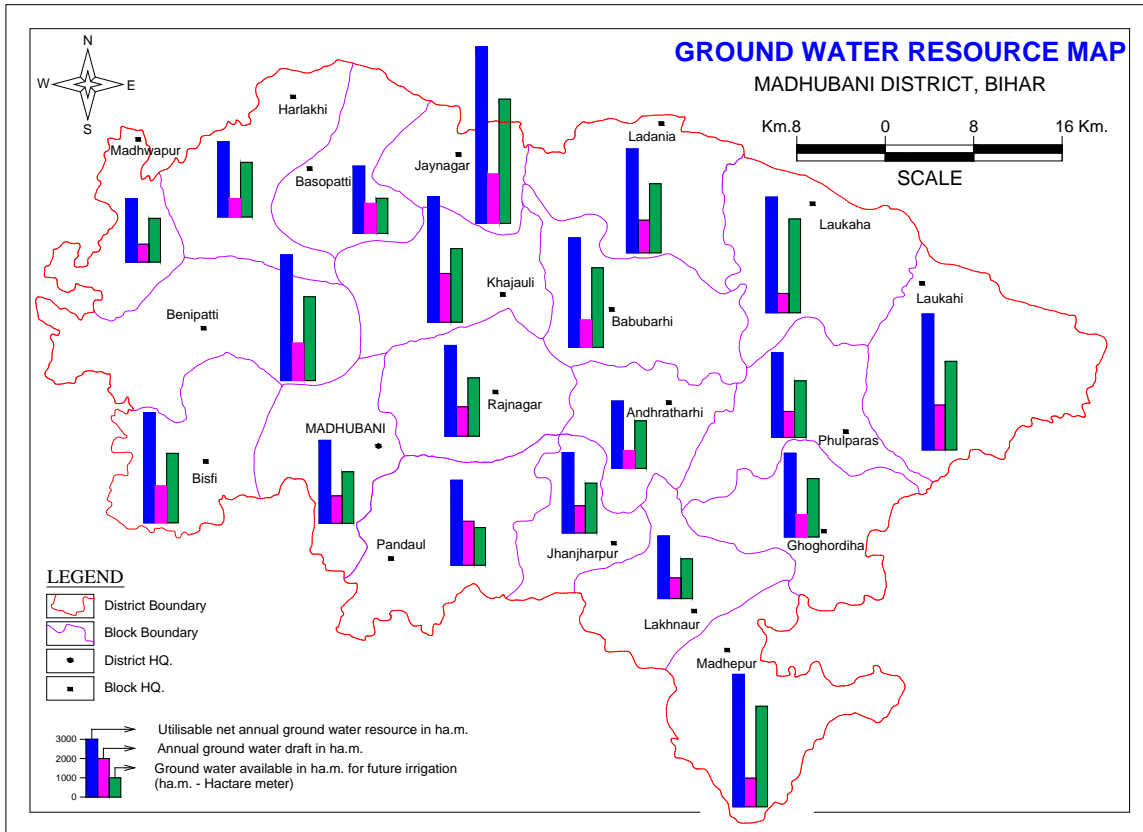 GROUND WATER RESOURCE MAP
MADHUBANI DISTRICT, BIHAR
N
W E
S
Km.8 0 8 16 Km.
SCALE
Harlakhi
Madhwapur
Ladania
Jaynagar
Basopatti
Laukaha
Laukahi
Khajauli
Benipatti
Babubarhi
Rajnagar
Andhratharhi
MADHUBANI
Phulparas
Bisfi
Ghoghordiha
Jhanjharpur
Pandaul
Lakhnaur
Madhepur
LEGEND
District Boundary
Block Boundary
District HQ.
Block HQ.
3000
2000
1000
0
Utilisable net annual ground water resource in ha.m.
Annual ground water draft in ha.m.
Ground water available in ha.m. for future irrigation
(ha.m. - Hactare meter)